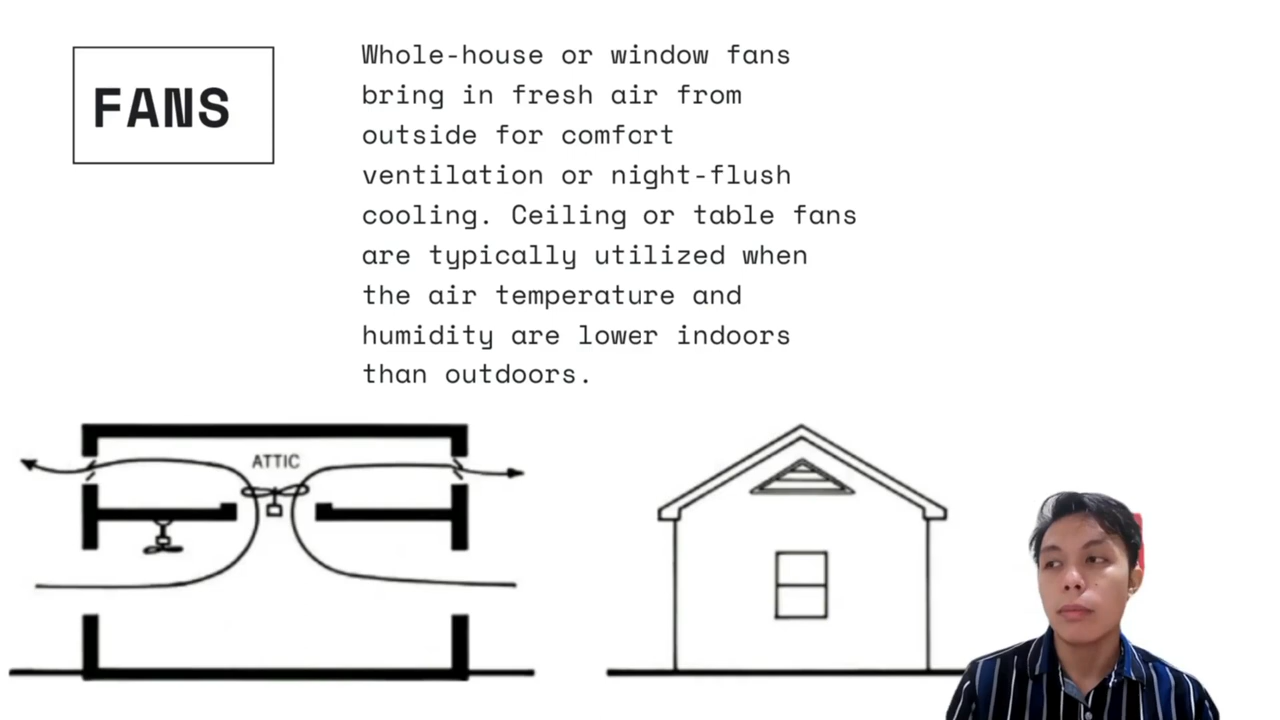 FANS
Whole-house or window fans
bring in fresh air from
outside for comfort
ventilation or night-flush
cooling. Ceiling or table fans
are typically utilized when
the air temperature and
humidity are lower indoors
than outdoors.
ATTIC